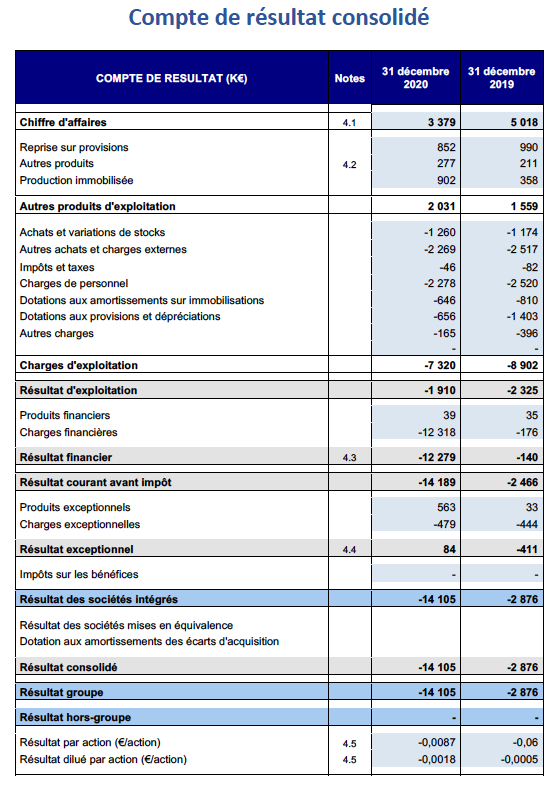 Compte de résultat consolidé
COMPTE DE RESULTAT (K€) Notes 31 décembre 2020 31 décembre 2019
Chiffre d'affaires 4.1 3 379 5 018
Reprise sur provisions 852 990
Autres produits 4.2 277 211
Production immobilisée 902 358
Autres produits d'exploitation 2 031 1 559
Achats et variations de stocks -1 260 -1 174
Autres achats et charges externes -2 269 -2 517
Impôts et taxes -46 -82
Charges de personnel -2 278 -2 520
Dotations aux amortissements sur immobilisations -646 -810
Dotations aux provisions et dépréciations -656 -1 403
Autres charges -165 -396
- -
Charges d'exploitation -7 320 -8 902
Résultat d'exploitation -1 910 -2 325
Produits financiers 39 35
Charges financières -12 318 -176
Résultat financier 4.3 -12 279 -140
Résultat courant avant impôt -14 189 -2 466
Produits exceptionnels 563 33
Charges exceptionnelles -479 -444
Résultat exceptionnel 4.4 84 -411
Impôts sur les bénéfices - -
Résultat des sociétés intégrés -14 105 -2 876
Résultat des sociétés mises en équivalence
Dotation aux amortissements des écarts d'acquisition
Résultat consolidé -14 105 -2 876
Résultat groupe -14 105 -2 876
Résultat hors-groupe - -
Résultat par action (€/action) 4.5 -0,0087 -0,06
Résultat dilué par action (€/action) 4.5 -0,0018 -0,0005